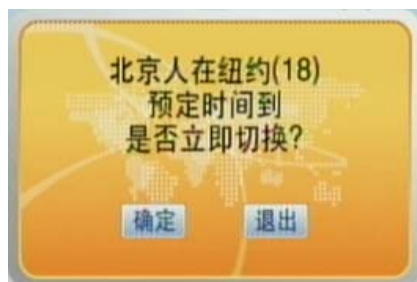 北京人在纽约(18)
预定时间到
是否立即切换?
确定
退出